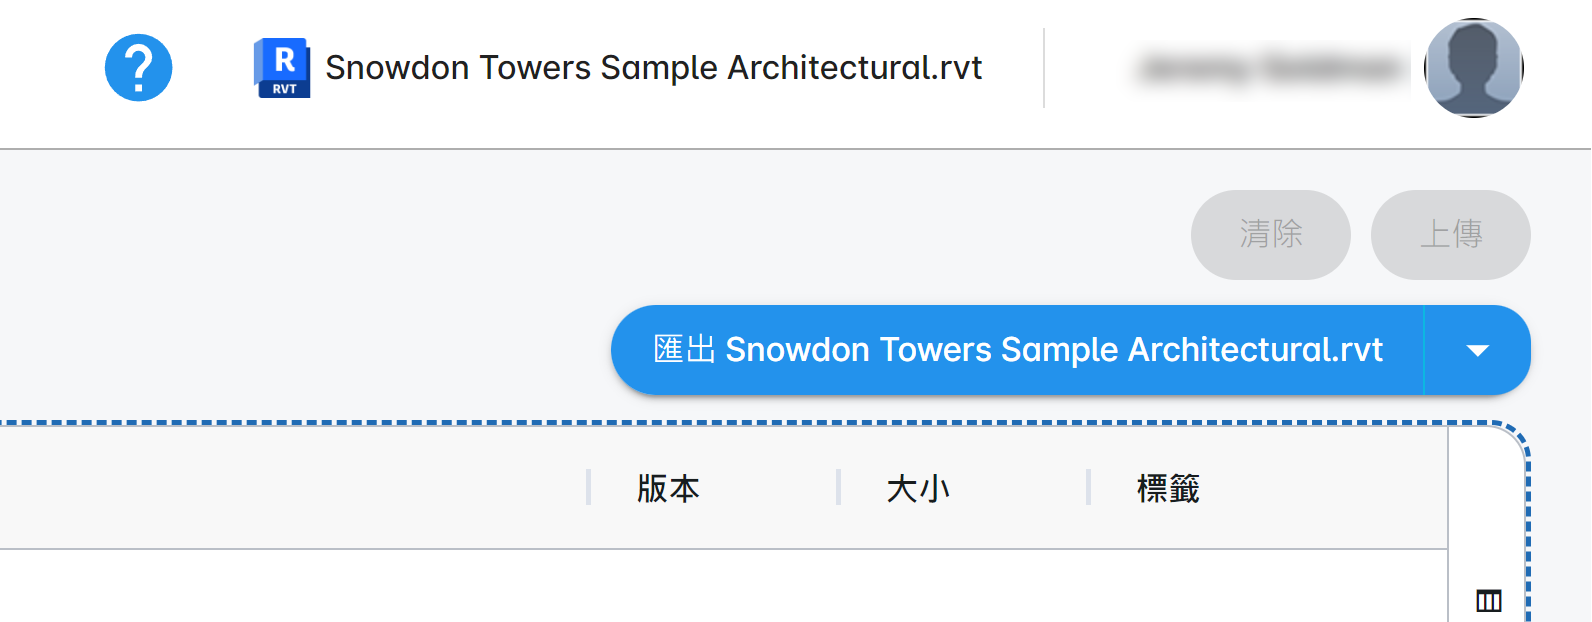 ?
R
RVT
Snowdon Towers Sample Architectural.rvt
清除
上傳
匯出 Snowdon Towers Sample Architectural.rvt
版本
大小
標籤